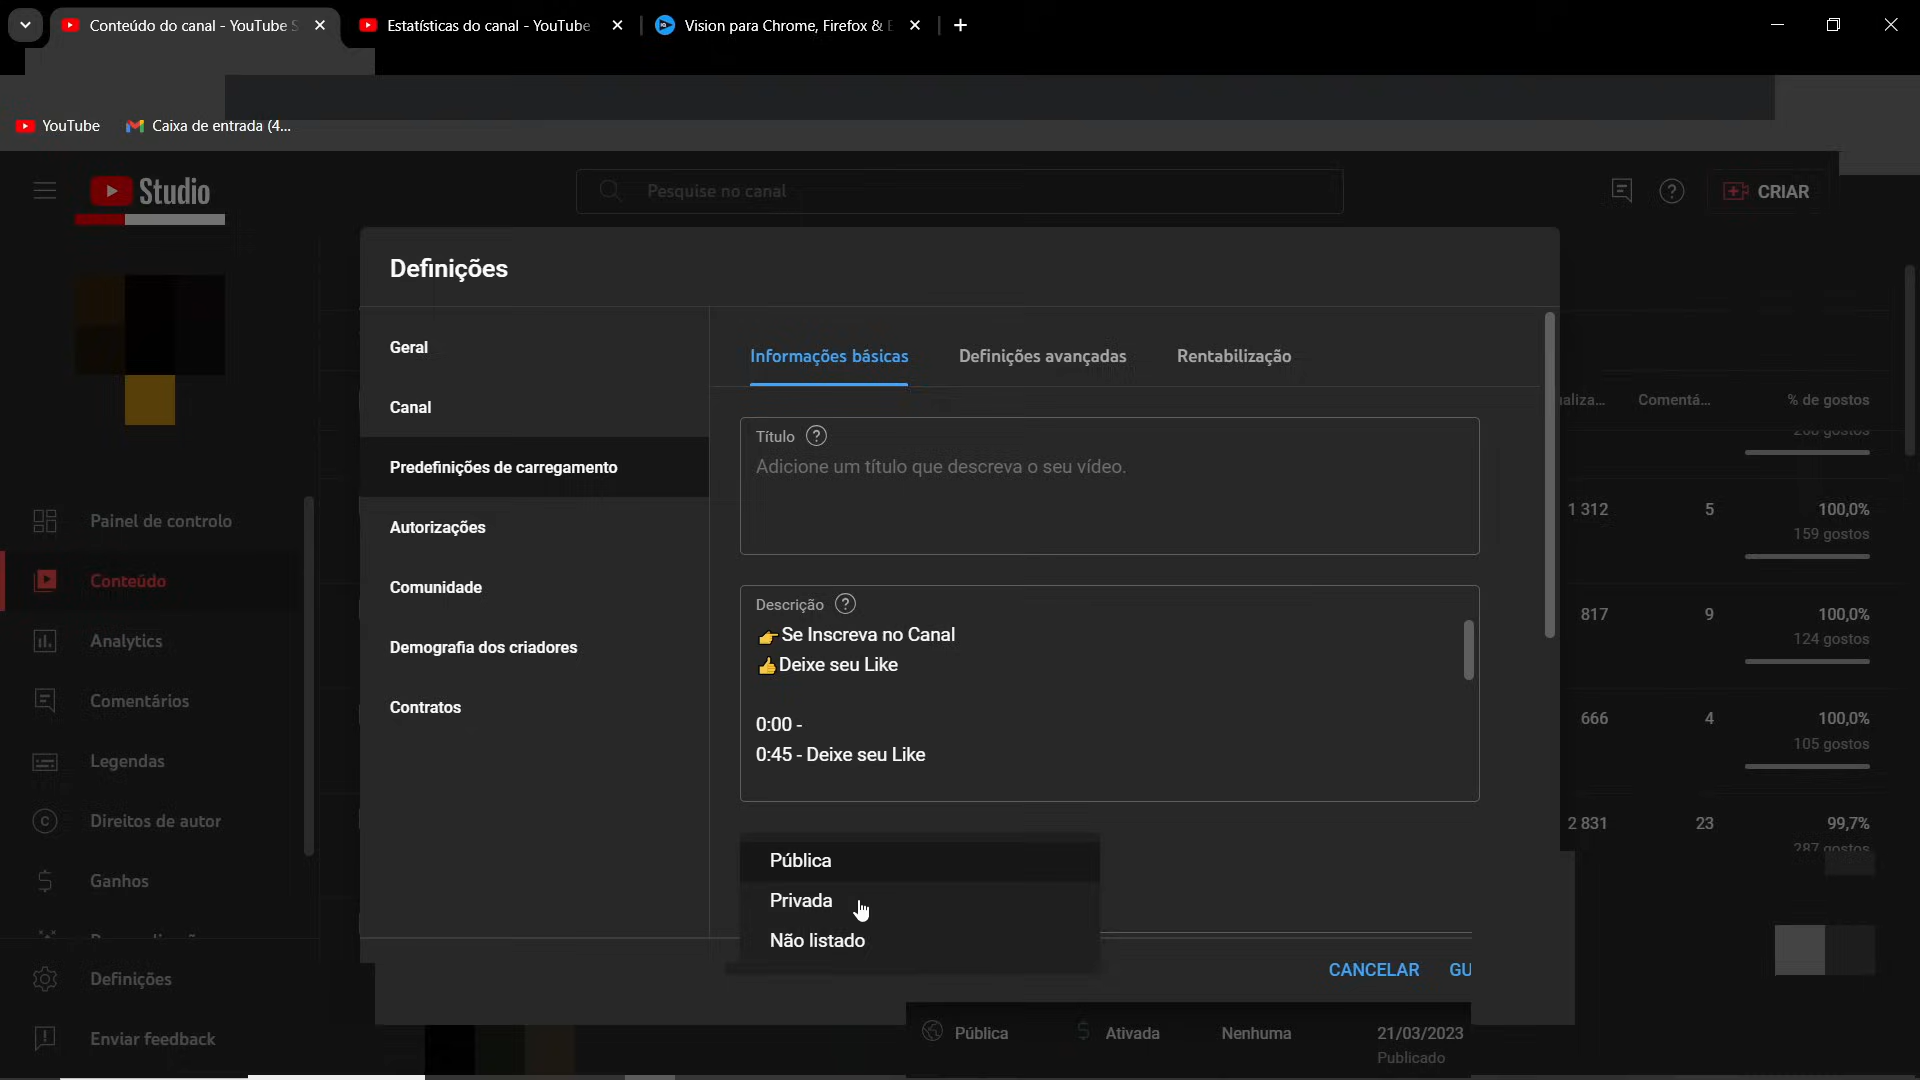 Conteúdo do canal - YouTube S
Estatísticas do canal - YouTube
Vision para Chrome, Firefox & E
YouTube
Caixa de entrada (4...
Studio
Pesquise no canal
CRIAR
Definições
Geral
Canal
Predefinições de carregamento
Autorizações
Comunidade
Demografia dos criadores
Contratos
Informações básicas
Definições avançadas
Rentabilização
Título
Adicione um título que descreva o seu vídeo.
Descrição
👉Se Inscreva no Canal
👍Deixe seu Like
0:00 -
0:45 - Deixe seu Like
Pública
Privada
Não listado
CANCELAR
GU
Painel de controlo
Conteúdo
Analytics
Comentários
Legendas
Direitos de autor
Ganhos
Definições
Enviar feedback
aliza...
Comentá...
% de gostos
1 312
5
100,0%
159 gostos
817
9
100,0%
124 gostos
666
4
100,0%
105 gostos
2 831
23
99,7%
287 gostos
Pública
Ativada
Nenhuma
21/03/2023
Publicado